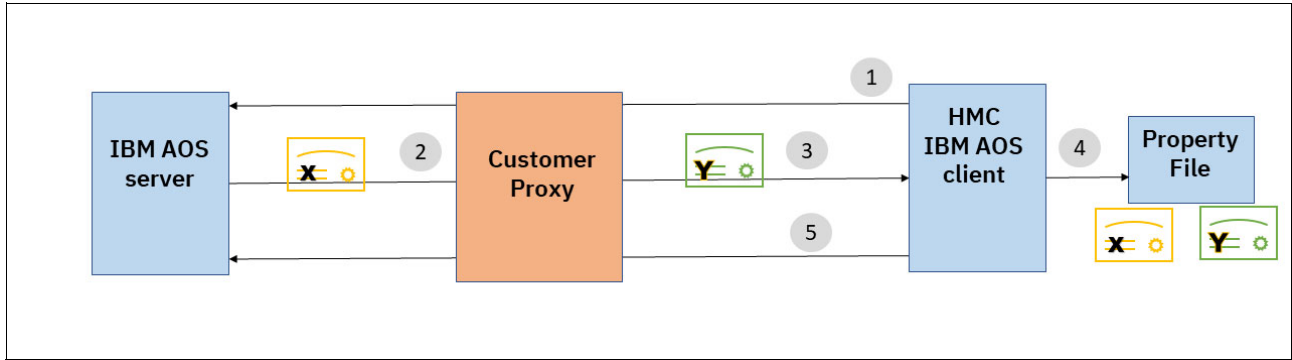 1
IBM AOS
server
X
2
Customer
Proxy
Y
3
HMC
IBM AOS
client
4
Property
File
X
Y
5